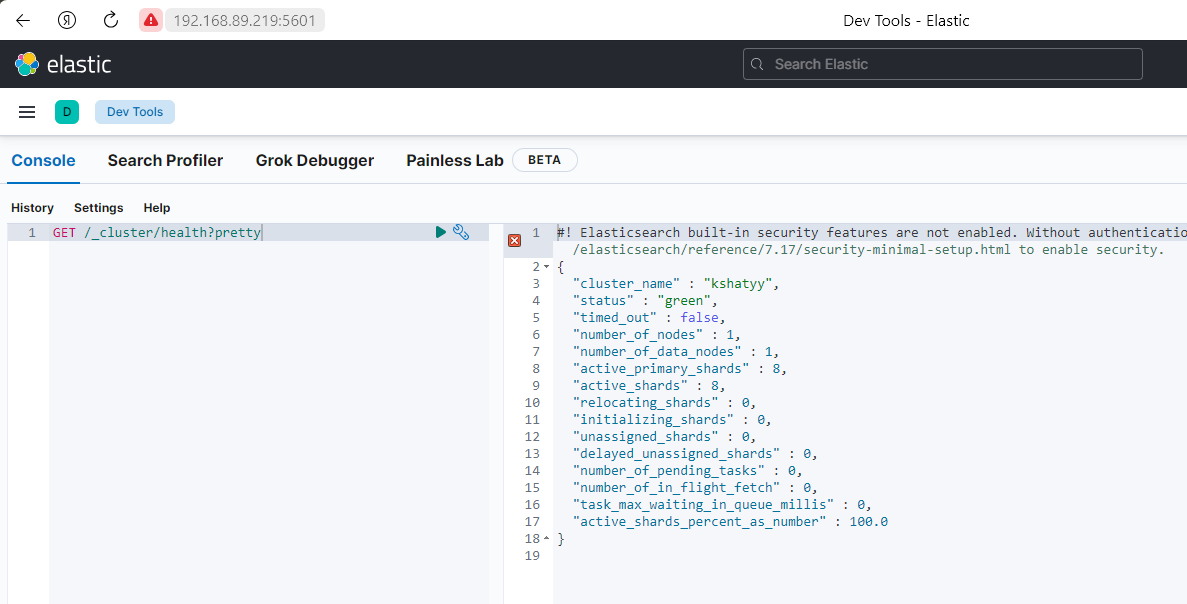 192.168.89.219:5601
Dev Tools - Elastic
elastic
Search Elastic
D
Dev Tools
Console
Search Profiler
Grok Debugger
Painless Lab
BETA
History
Settings
Help
1 GET /_cluster/health?pretty
1 #! Elasticsearch built-in security features are not enabled. Without authenticatio
/elasticsearch/reference/7.17/security-minimal-setup.html to enable security.
2 {
3 "cluster_name" : "kshatyy",
4 "status" : "green",
5 "timed_out" : false,
6 "number_of_nodes" : 1,
7 "number_of_data_nodes" : 1,
8 "active_primary_shards" : 8,
9 "active_shards" : 8,
10 "relocating_shards" : 0,
11 "initializing_shards" : 0,
12 "unassigned_shards" : 0,
13 "delayed_unassigned_shards" : 0,
14 "number_of_pending_tasks" : 0,
15 "number_of_in_flight_fetch" : 0,
16 "task_max_waiting_in_queue_millis" : 0,
17 "active_shards_percent_as_number" : 100.0
18 }
19